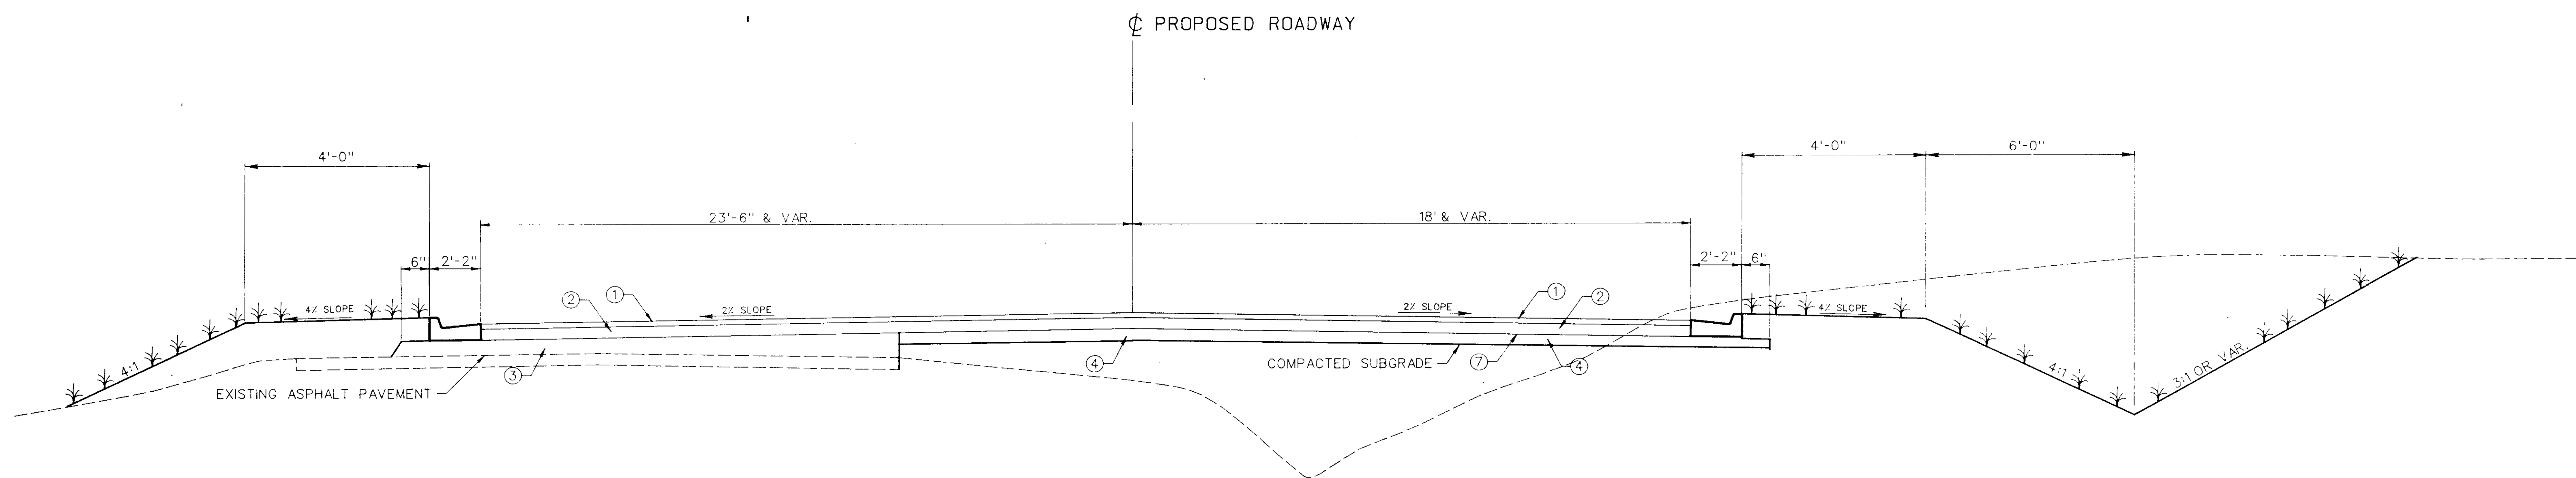 ℄ PROPOSED ROADWAY
4'-0"
4'-0"
6'-0"
23'-6" & VAR.
18' & VAR.
6"
2'-2"
2'-2"
6"
4% SLOPE
2
1
2% SLOPE
2% SLOPE
1
2
4% SLOPE
4:1
EXISTING ASPHALT PAVEMENT
3
4
COMPACTED SUBGRADE
7
4
4:1
3:1 OR VAR.